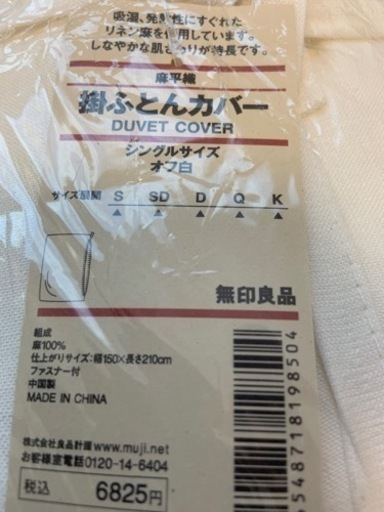 吸湿、発散性にすぐれた
リネン麻を使用しています。
しなやかな肌ざわりが特長です。
麻平織
掛ふとんカバー
DUVET COVER
シングルサイズ
オフ白
サイズ展開 S SD D Q K
無印良品
組成
麻100%
仕上がりサイズ:幅150×長さ210cm
ファスナー付
中国製
MADE IN CHINA
株式会社良品計画 www.muji.net
お客様室電話0120-14-6404
税込 6825円
548718198504